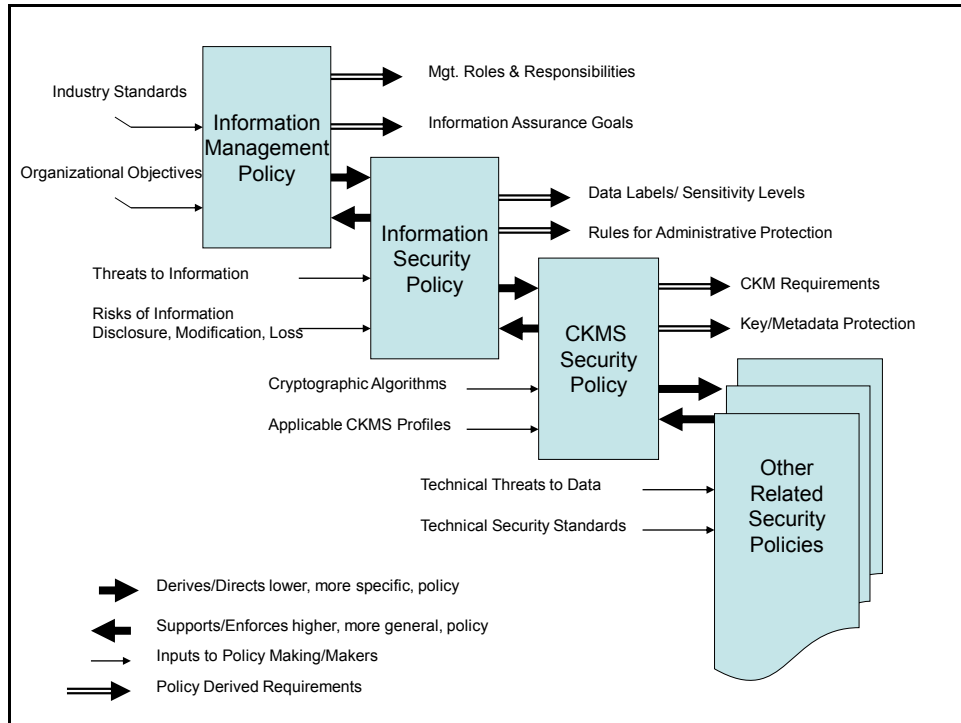 Mgt. Roles & Responsibilities
Industry Standards
Information Assurance Goals
Information
Management
Policy
Organizational Objectives
Data Labels/ Sensitivity Levels
Rules for Administrative Protection
Information
Security
Policy
Threats to Information
CKM Requirements
Risks of Information
Disclosure, Modification, Loss
Key/Metadata Protection
CKMS
Security
Policy
Cryptographic Algorithms
Applicable CKMS Profiles
Other
Related
Security
Policies
Technical Threats to Data
Technical Security Standards
Derives/Directs lower, more specific, policy
Supports/Enforces higher, more general, policy
Inputs to Policy Making/Makers
Policy Derived Requirements